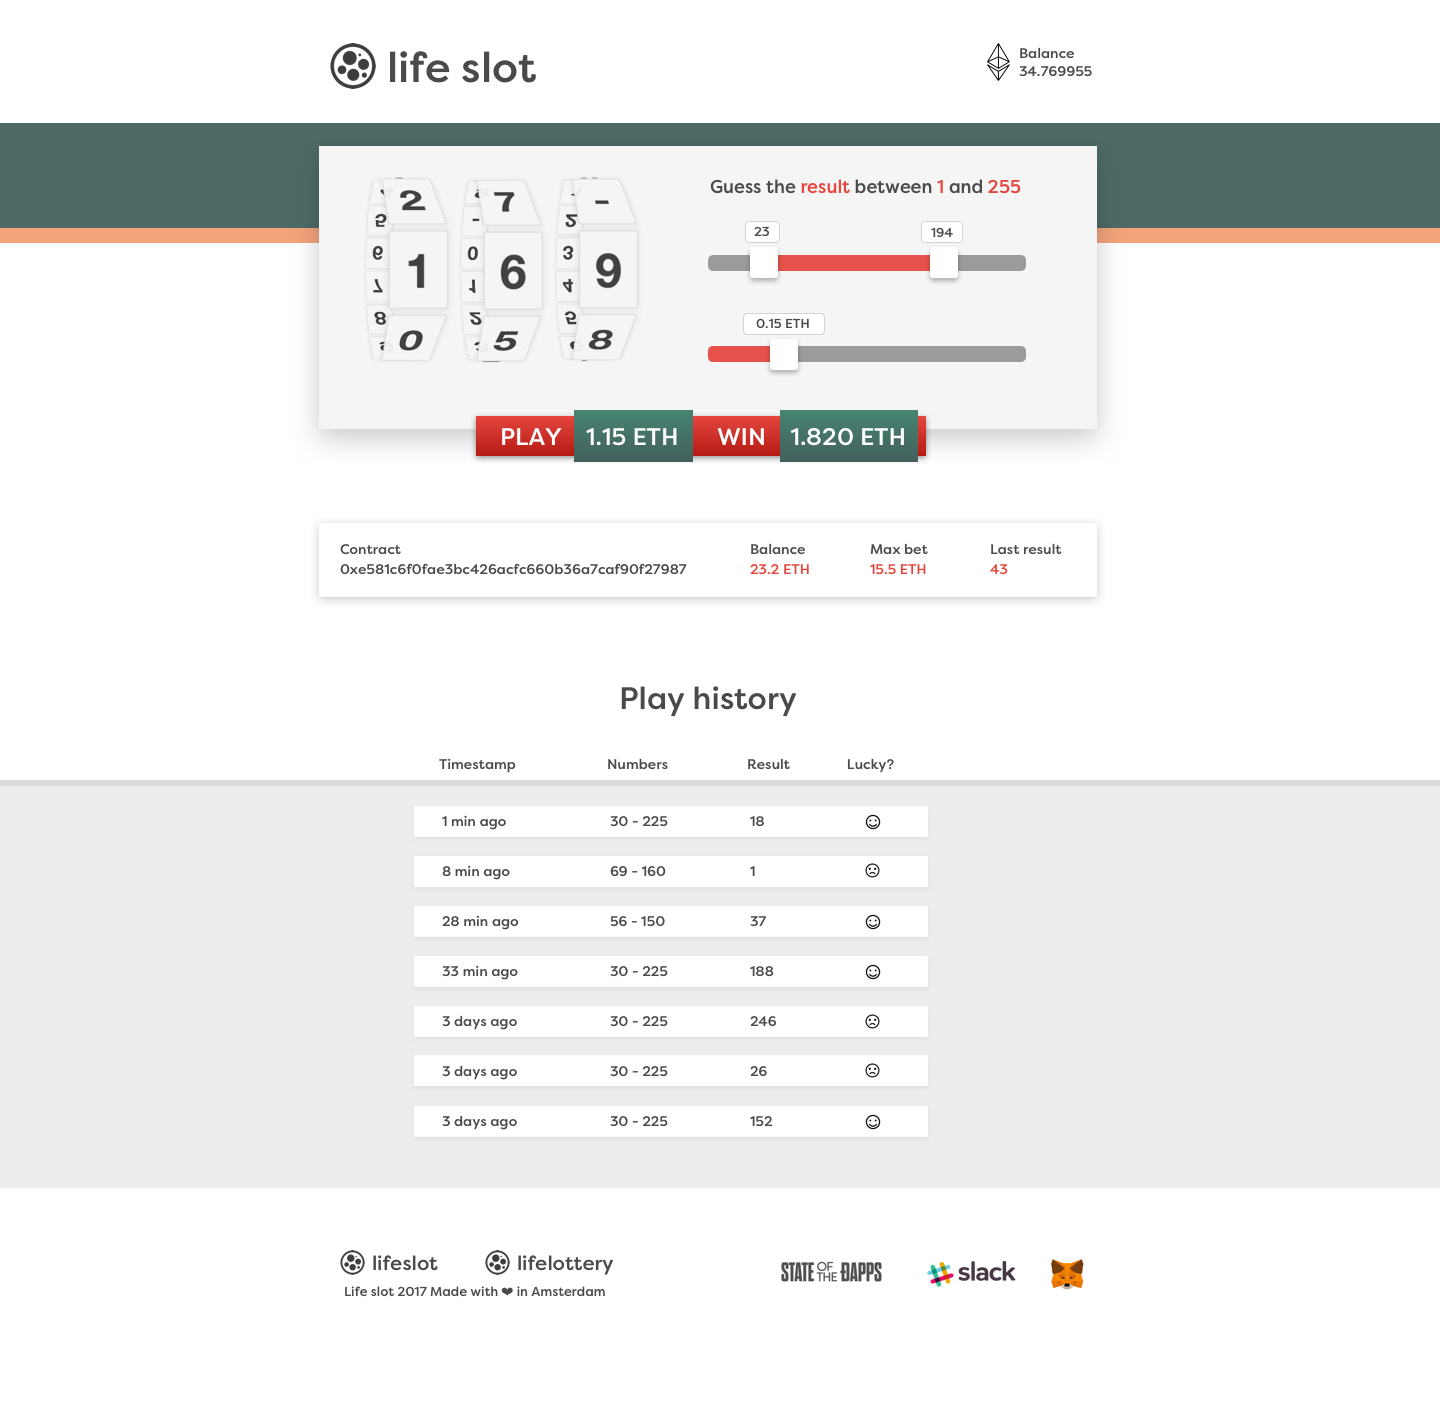 life slot
Balance
34.769955
2 7 -
1 6 9
0 5 8
Guess the result between 1 and 255
23
194
0.15 ETH
PLAY 1.15 ETH WIN 1.820 ETH
Contract
0xe581c6f0fae3bc426acfc660b36a7caf90f27987
Balance
23.2 ETH
Max bet
15.5 ETH
Last result
43
Play history
Timestamp Numbers Result Lucky?
1 min ago 30 - 225 18
8 min ago 69 - 160 1
28 min ago 56 - 150 37
33 min ago 30 - 225 188
3 days ago 30 - 225 246
3 days ago 30 - 225 26
3 days ago 30 - 225 152
lifeslot
lifelottery
Life slot 2017 Made with ❤ in Amsterdam
STATE OF THE ĐAPPS
slack